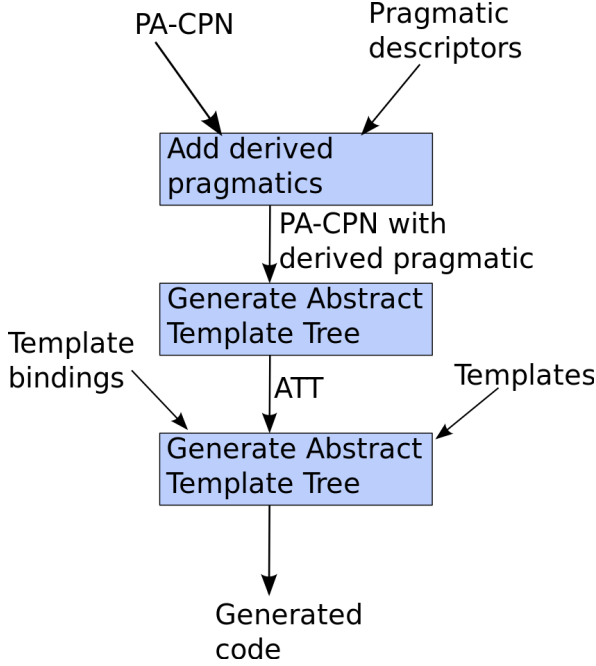 PA-CPN
Pragmatic
descriptors
Add derived
pragmatics
PA-CPN with
derived pragmatic
Generate Abstract
Template Tree
Template
bindings
ATT
Templates
Generate Abstract
Template Tree
Generated
code